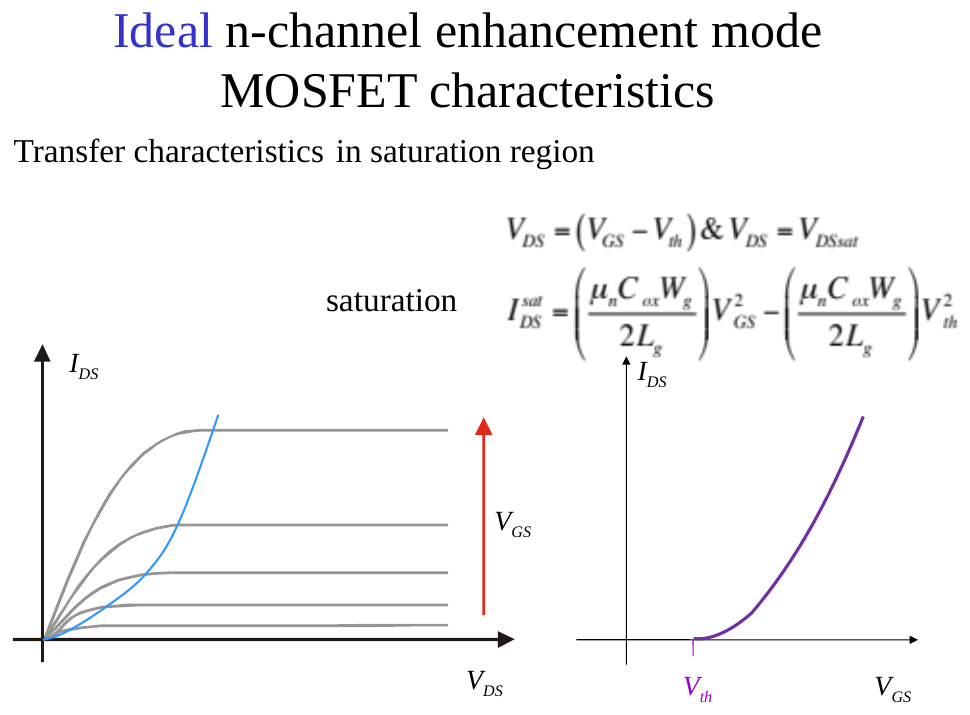 Ideal n-channel enhancement mode
MOSFET characteristics
Transfer characteristics in saturation region
V_DS = (V_GS − V_th) & V_DS = V_DSsat
saturation
I_DS^sat = (μ_n C_ox W_g / 2L_g) V_GS^2 − (μ_n C_ox W_g / 2L_g) V_th^2
I_DS
I_DS
V_GS
V_DS
V_th
V_GS